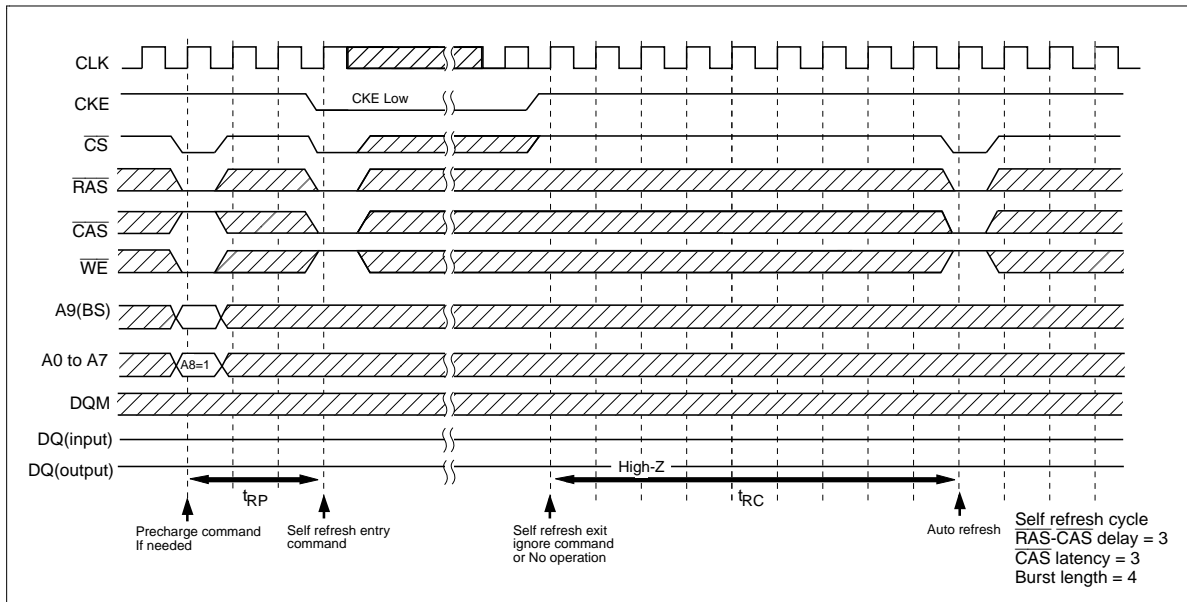 CLK
CKE
CKE Low
CS
RAS
CAS
WE
A9(BS)
A0 to A7
A8=1
DQM
DQ(input)
DQ(output)
High-Z
tRP
tRC
Precharge command
If needed
Self refresh entry
command
Self refresh exit
ignore command
or No operation
Auto refresh
Self refresh cycle
RAS-CAS delay = 3
CAS latency = 3
Burst length = 4